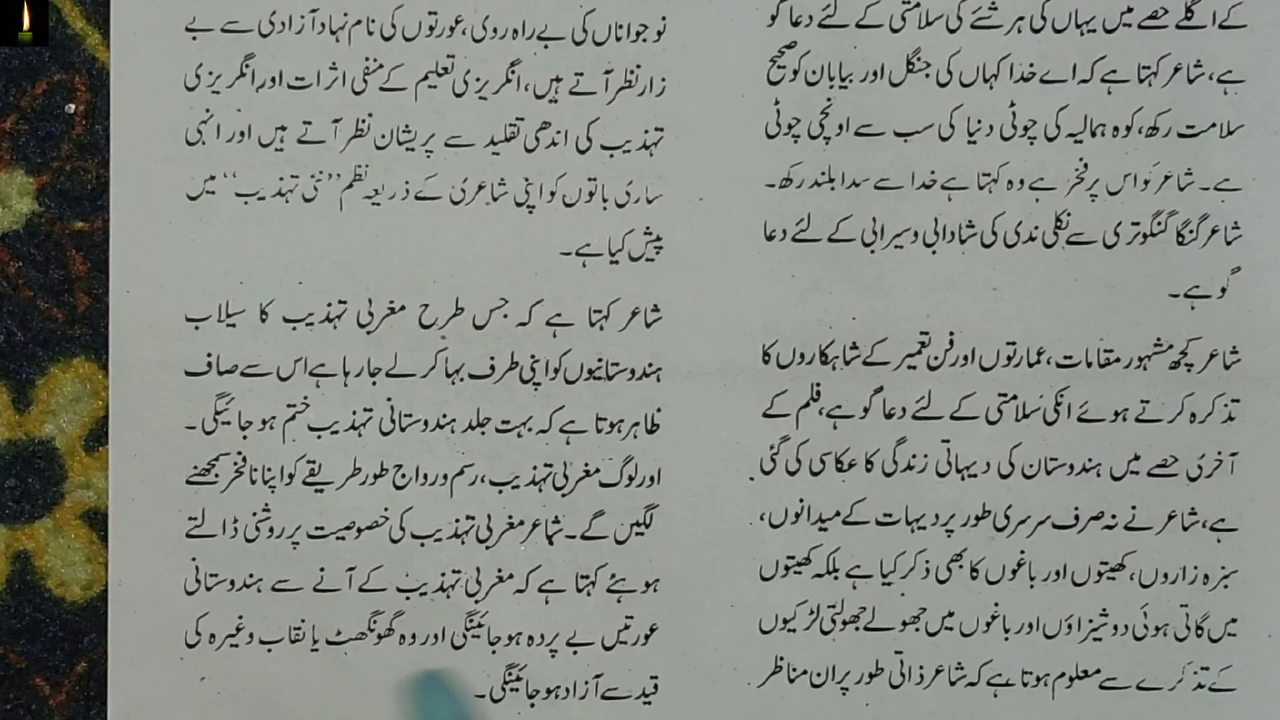 کے اگلے حصے میں یہاں کی ہر شئے کی سلامتی کے لئے دعا گو
ہے، شاعر کہتا ہے کہ اے خدا کہاں کی جنگل اور بیابان کو صحیح
سلامت رکھ، کوہ ہمالیہ کی چوٹی دنیا کی سب سے اونچی چوٹی
ہے۔ شاعر کو اس پر فخر ہے وہ کہتا ہے خدا سے سدا بلند رکھ۔
شاعر گنگا گنگوتری سے نکلی ندی کی شادابی و سیرابی کے لئے دعا
گو ہے۔
شاعر کچھ مشہور مقامات، عمارتوں اور فن تعمیر کے شاہکاروں کا
تذکرہ کرتے ہوئے انکی سلامتی کے لئے دعا گو ہے، فلم کے
آخری حصے میں ہندوستان کی دیہاتی زندگی کا عکاسی کی گئی
ہے، شاعر نے نہ صرف سرسری طور پر دیہات کے میدانوں،
سبزہ زاروں، کھیتوں اور باغوں کا بھی ذکر کیا ہے بلکہ کھیتوں
میں گاتی ہوئی دوشیزاؤں اور باغوں میں جھولے جھولتی لڑکیوں
کے تذکرے سے معلوم ہوتا ہے کہ شاعر ذاتی طور پر ان مناظر
نوجوانان کی بے راہ روی، عورتوں کی نام نہاد آزادی سے بے
زار نظر آتے ہیں، انگریزی تعلیم کے منفی اثرات اور انگریزی
تہذیب کی اندھی تقلید سے پریشان نظر آتے ہیں اور انہی
ساری باتوں کو اپنی شاعری کے ذریعہ نظم ”نئی تہذیب“ میں
پیش کیا ہے۔
شاعر کہتا ہے کہ جس طرح مغربی تہذیب کا سیلاب
ہندوستانیوں کو اپنی طرف بہا کر لے جا رہا ہے اس سے صاف
ظاہر ہوتا ہے کہ بہت جلد ہندوستانی تہذیب ختم ہو جائیگی۔
اور لوگ مغربی تہذیب، رسم و رواج طور طریقے کو اپنانا فخر سمجھنے
لگیں گے۔ شاعر مغربی تہذیب کی خصوصیت پر روشنی ڈالتے
ہوئے کہتا ہے کہ مغربی تہذیب کے آنے سے ہندوستانی
عورتیں بے پردہ ہو جائینگی اور وہ گھونگھٹ یا نقاب وغیرہ کی
قید سے آزاد ہو جائینگی۔